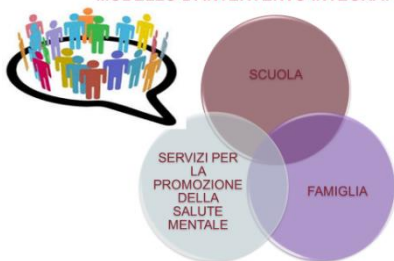 SCUOLA
SERVIZI PER
LA
PROMOZIONE
DELLA
SALUTE
MENTALE
FAMIGLIA